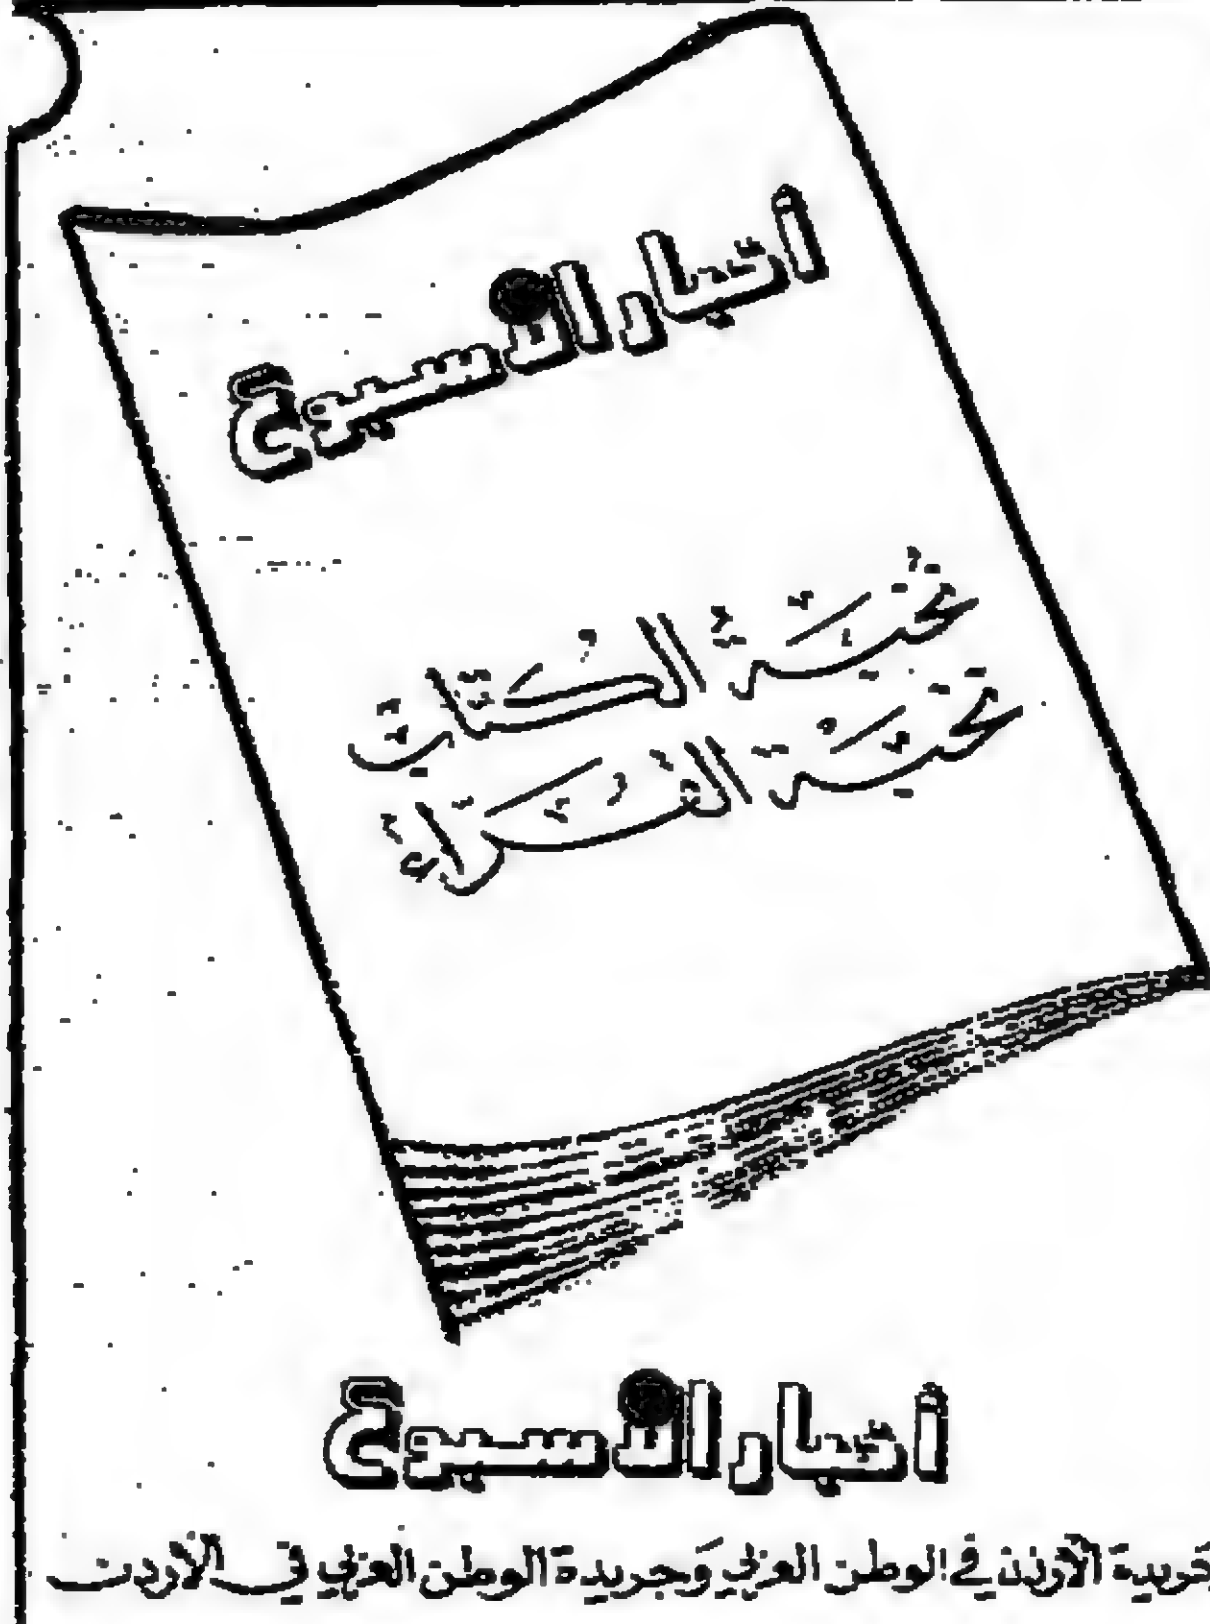 أخبار الأسبوع
نخبة الكتاب
نخبة القراء
أخبار الأسبوع
جريدة الأردن في الوطن العربي وجريدة الوطن العربي في الأردن